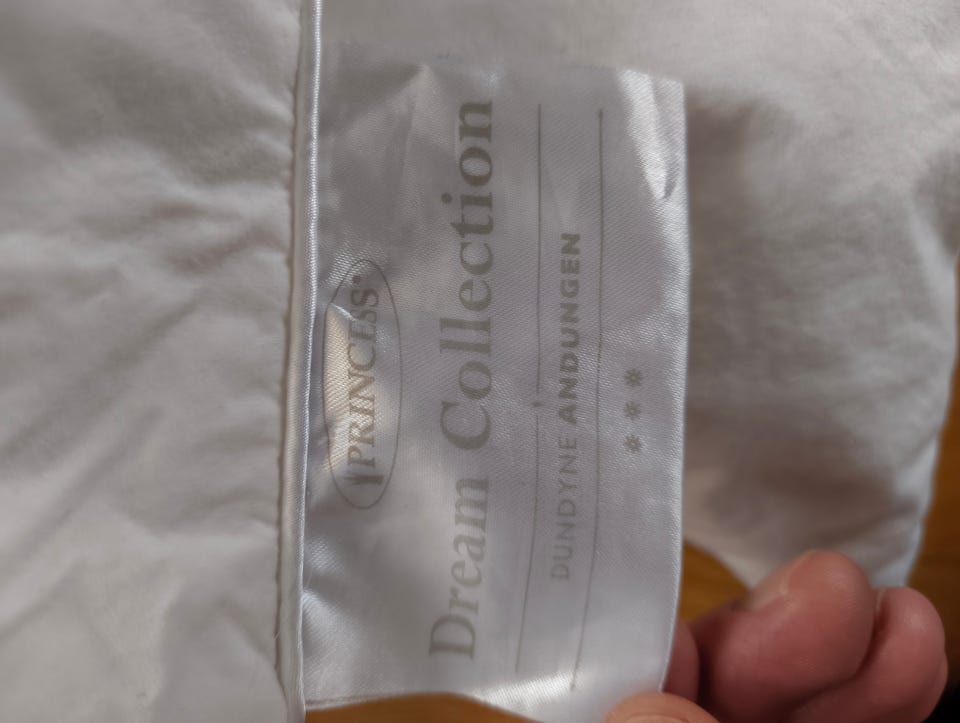 PRINCESS®
Dream Collection
DUNDYNE ANDUNGEN